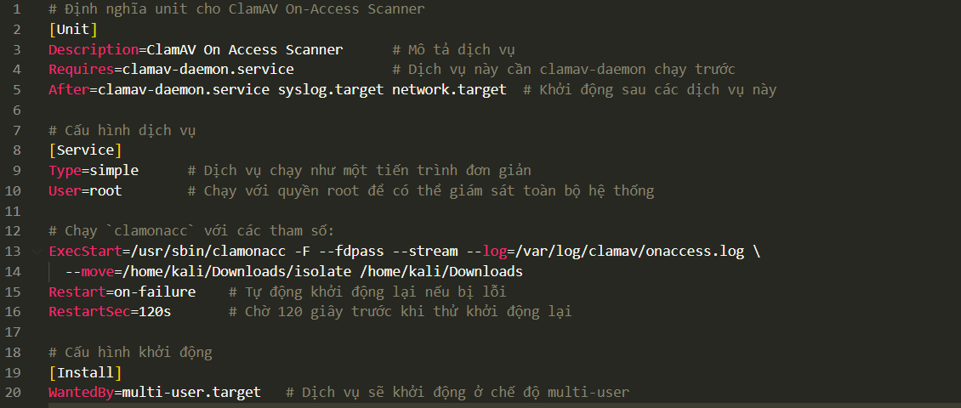 1 # Định nghĩa unit cho ClamAV On-Access Scanner
2 [Unit]
3 Description=ClamAV On Access Scanner      # Mô tả dịch vụ
4 Requires=clamav-daemon.service            # Dịch vụ này cần clamav-daemon chạy trước
5 After=clamav-daemon.service syslog.target network.target  # Khởi động sau các dịch vụ này
6
7 # Cấu hình dịch vụ
8 [Service]
9 Type=simple      # Dịch vụ chạy như một tiến trình đơn giản
10 User=root        # Chạy với quyền root để có thể giám sát toàn bộ hệ thống
11
12 # Chạy `clamonacc` với các tham số:
13 ExecStart=/usr/sbin/clamonacc -F --fdpass --stream --log=/var/log/clamav/onaccess.log \
14   --move=/home/kali/Downloads/isolate /home/kali/Downloads
15 Restart=on-failure    # Tự động khởi động lại nếu bị lỗi
16 RestartSec=120s       # Chờ 120 giây trước khi thử khởi động lại
17
18 # Cấu hình khởi động
19 [Install]
20 WantedBy=multi-user.target   # Dịch vụ sẽ khởi động ở chế độ multi-user